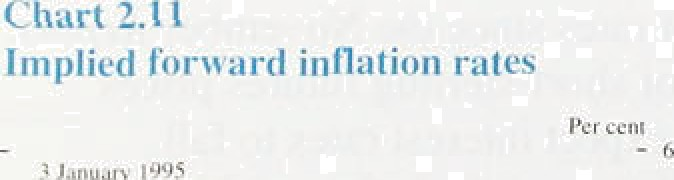 Chart 2.11
Implied forward inflation rates
Per cent
6
3 January 1995